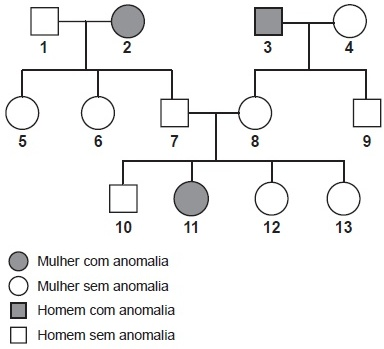 1 2 3 4
5 6 7 8 9
10 11 12 13
Mulher com anomalia
Mulher sem anomalia
Homem com anomalia
Homem sem anomalia